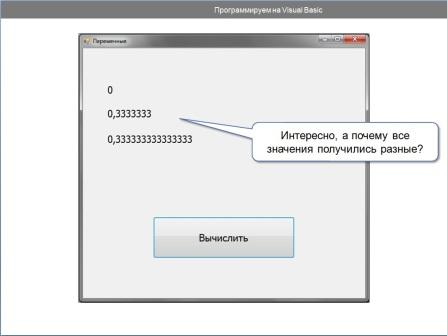 Программируем на Visual Basic
Переменные
0
0,3333333
0,333333333333333
Интересно, а почему все
значения получились разные?
Вычислить